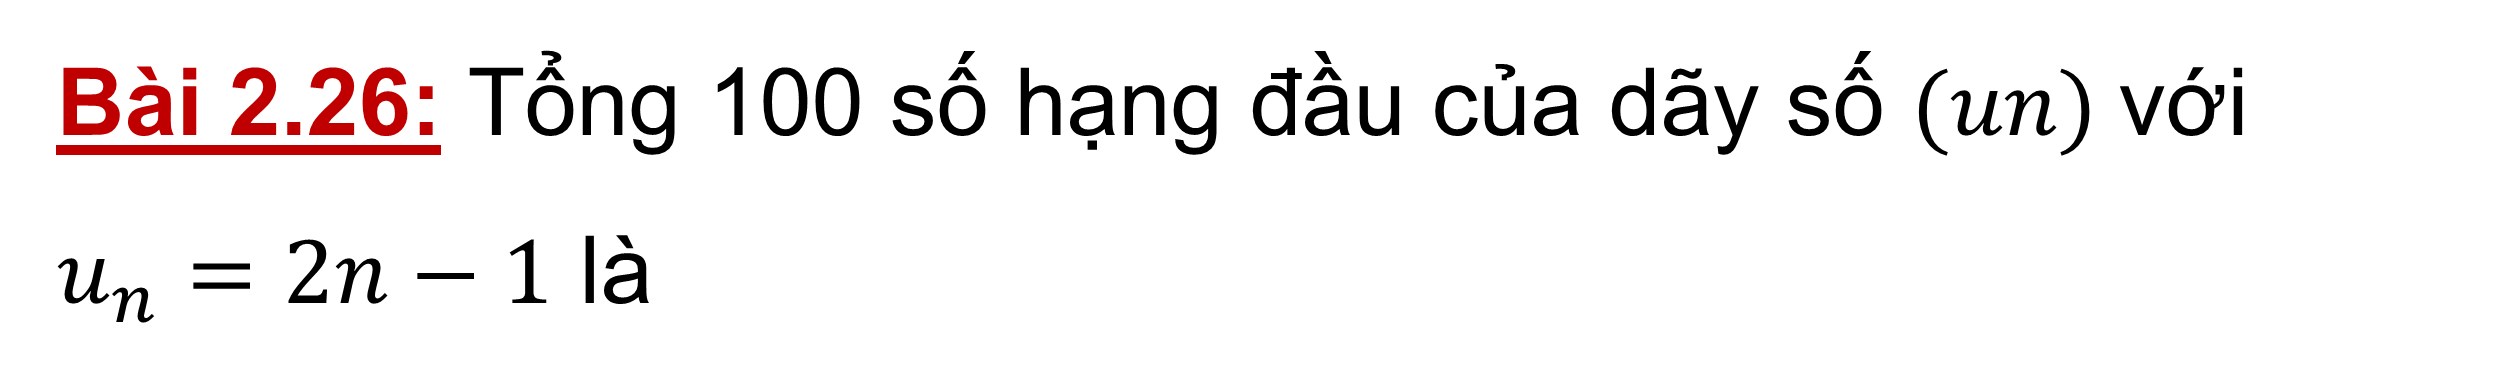 Bài 2.26: Tổng 100 số hạng đầu của dãy số (un) với
uₙ = 2n − 1 là